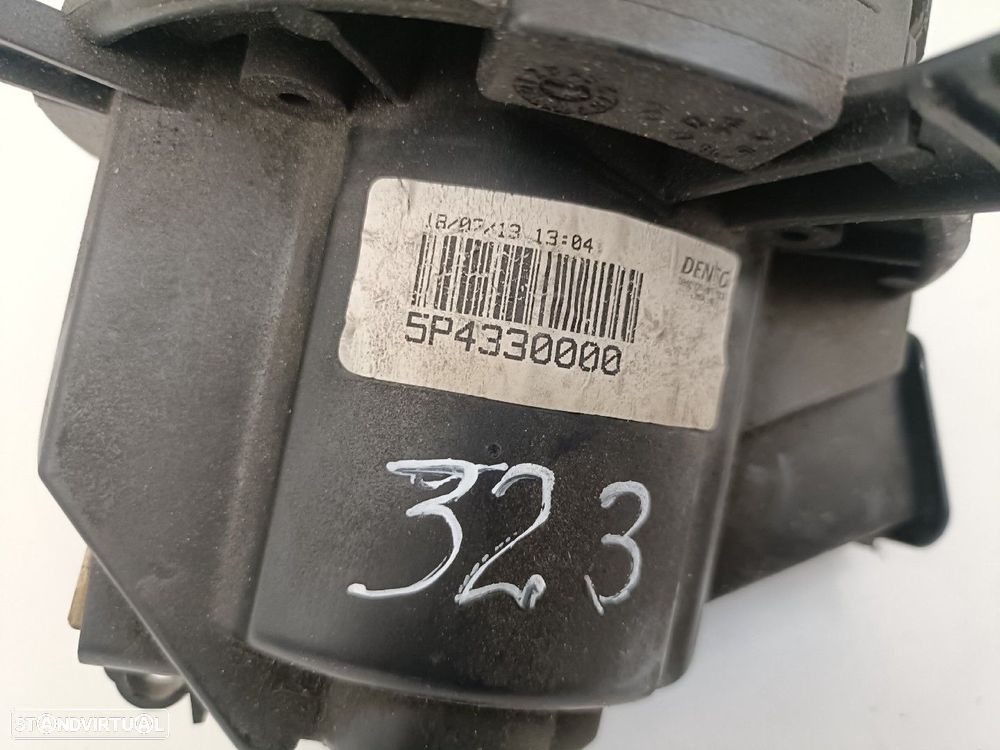 18/07/13 13:04
DENSO
5P4330000
323
STANDVIRTUAL